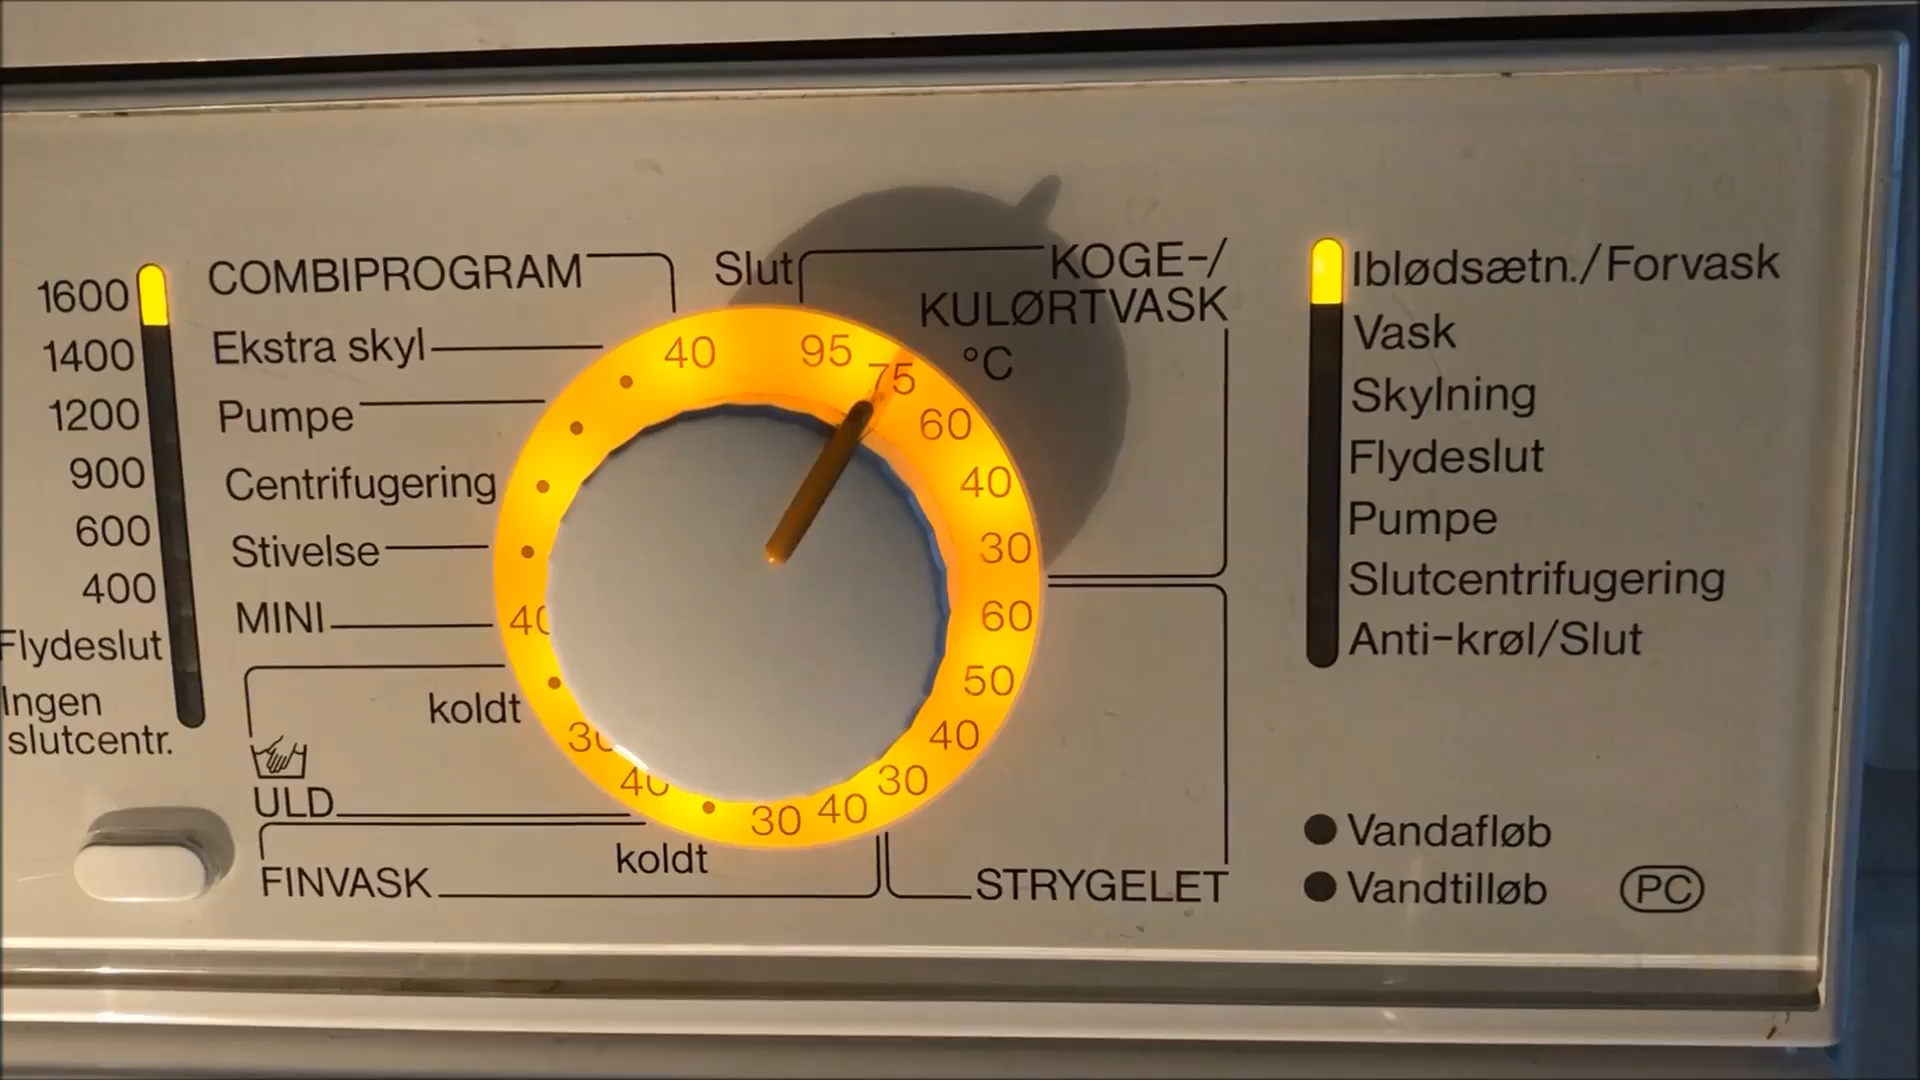 1600
1400
1200
900
600
400
Flydeslut
Ingen
slutcentr.
COMBIPROGRAM
Ekstra skyl
Pumpe
Centrifugering
Stivelse
MINI
koldt
ULD
FINVASK
koldt
Slut
KOGE-/
KULØRTVASK
°C
40
95
75
60
40
30
60
50
40
30
40
30
40
30
40
STRYGELET
Iblødsætn./Forvask
Vask
Skylning
Flydeslut
Pumpe
Slutcentrifugering
Anti-krøl/Slut
Vandafløb
Vandtilløb
PC